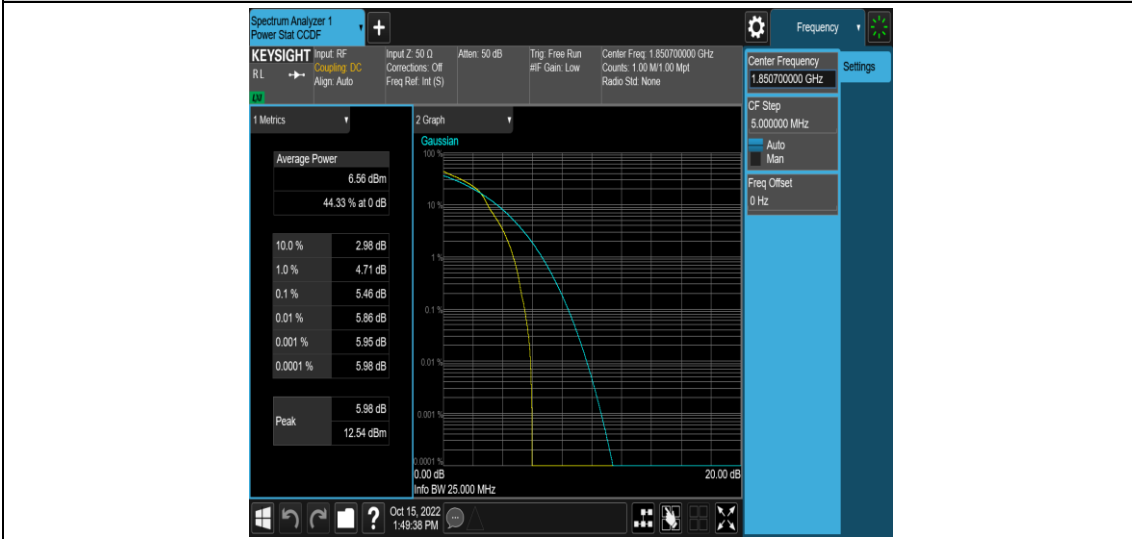 Spectrum Analyzer 1
Power Stat CCDF
+
Frequency
KEYSIGHT
Input: RF
Input Z: 50 Ω
Atten: 50 dB
Trig: Free Run
Center Freq: 1.850700000 GHz
R L
Coupling: DC
Corrections: Off
#IF Gain: Low
Counts: 1.00 M/1.00 Mpt
Align: Auto
Freq Ref: Int (S)
Radio Std: None
Center Frequency
1.850700000 GHz
Settings
CF Step
5.000000 MHz
Auto
Man
Freq Offset
0 Hz
1 Metrics
Average Power
6.56 dBm
44.33 % at 0 dB
10.0 % 2.98 dB
1.0 % 4.71 dB
0.1 % 5.46 dB
0.01 % 5.86 dB
0.001 % 5.95 dB
0.0001 % 5.98 dB
Peak
5.98 dB
12.54 dBm
2 Graph
Gaussian
100 %
10 %
1 %
0.1 %
0.01 %
0.001 %
0.0001 %
0.00 dB
20.00 dB
Info BW 25.000 MHz
?
Oct 15, 2022
1:49:38 PM